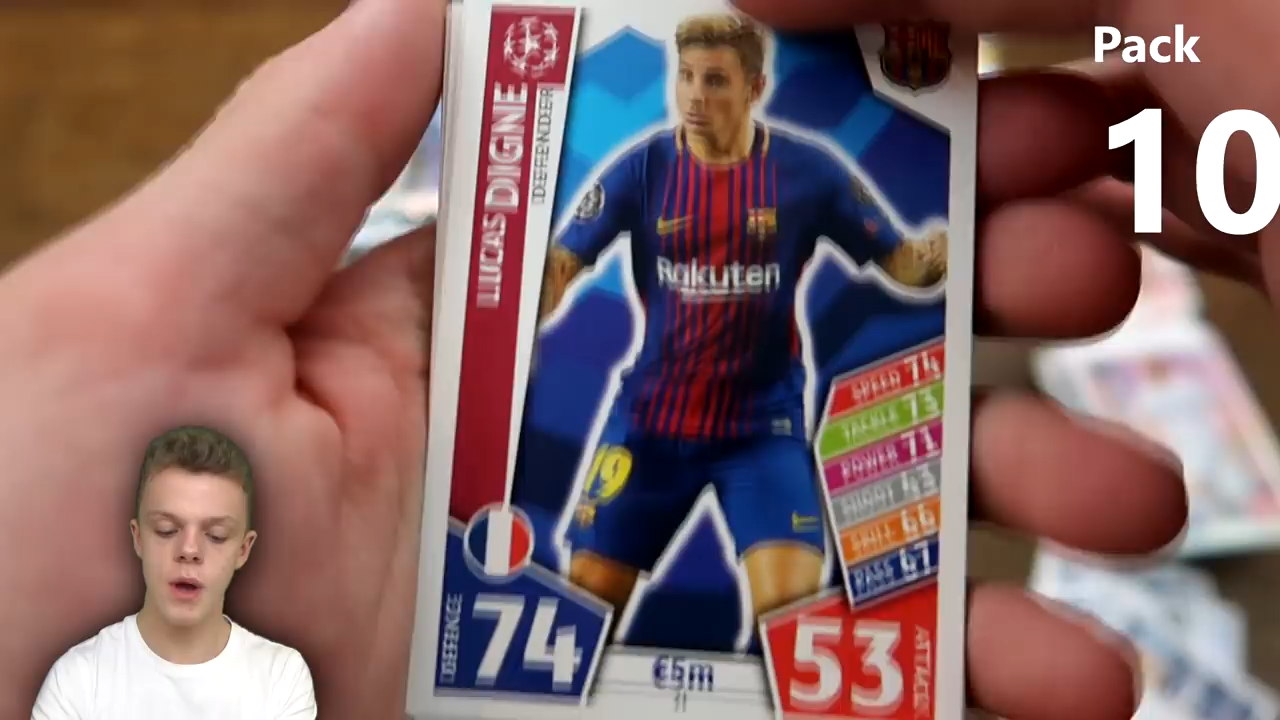 Pack
10
LUCAS DIGNE
DEFENDER
Rakuten
19
SPEED 74
TACKLE 73
POWER 71
43
SKILL 66
PASS 67
DEFENCE
74
53
ATTACK
€5m